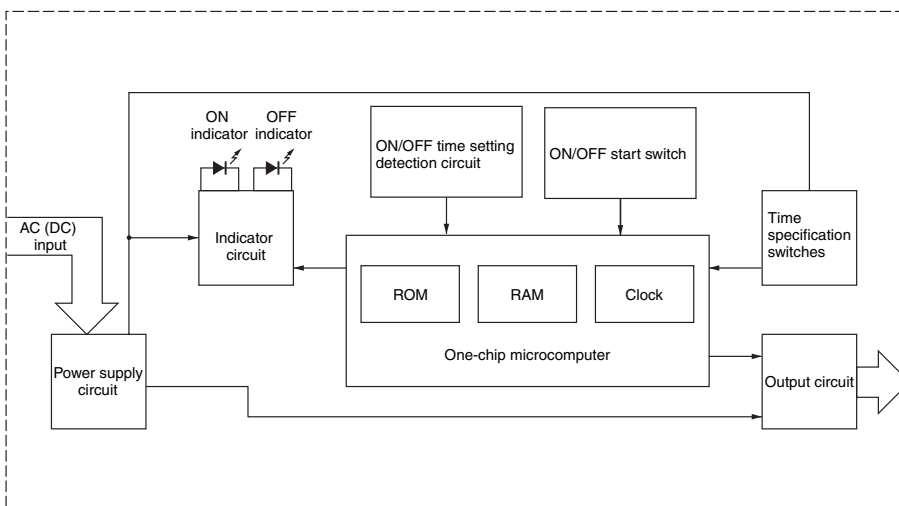 ON
indicator
OFF
indicator
ON/OFF time setting
detection circuit
ON/OFF start switch
AC (DC)
input
Indicator
circuit
Time
specification
switches
ROM
RAM
Clock
One-chip microcomputer
Power supply
circuit
Output circuit